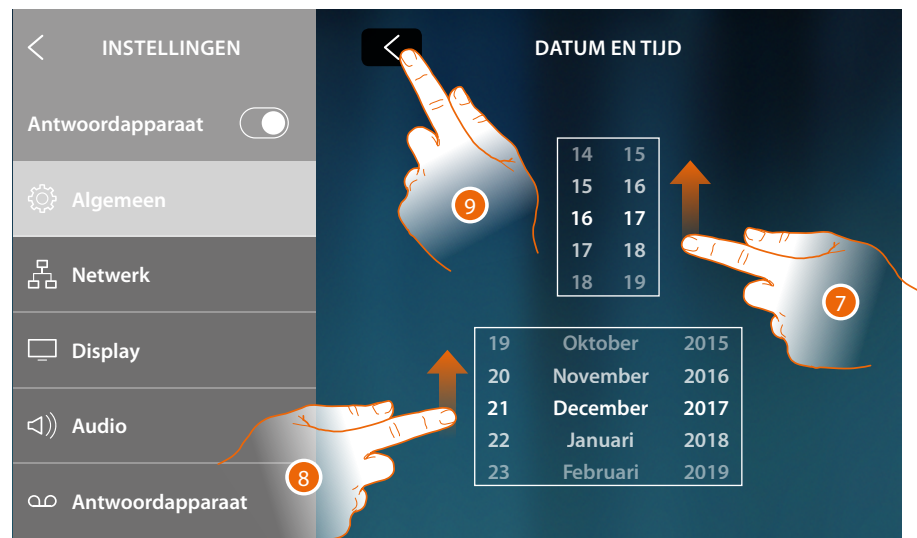 INSTELLINGEN
Antwoordapparaat
Algemeen
Netwerk
Display
Audio
Antwoordapparaat
DATUM EN TIJD
14 15
15 16
16 17
17 18
18 19
19 Oktober 2015
20 November 2016
21 December 2017
22 Januari 2018
23 Februari 2019
9
7
8